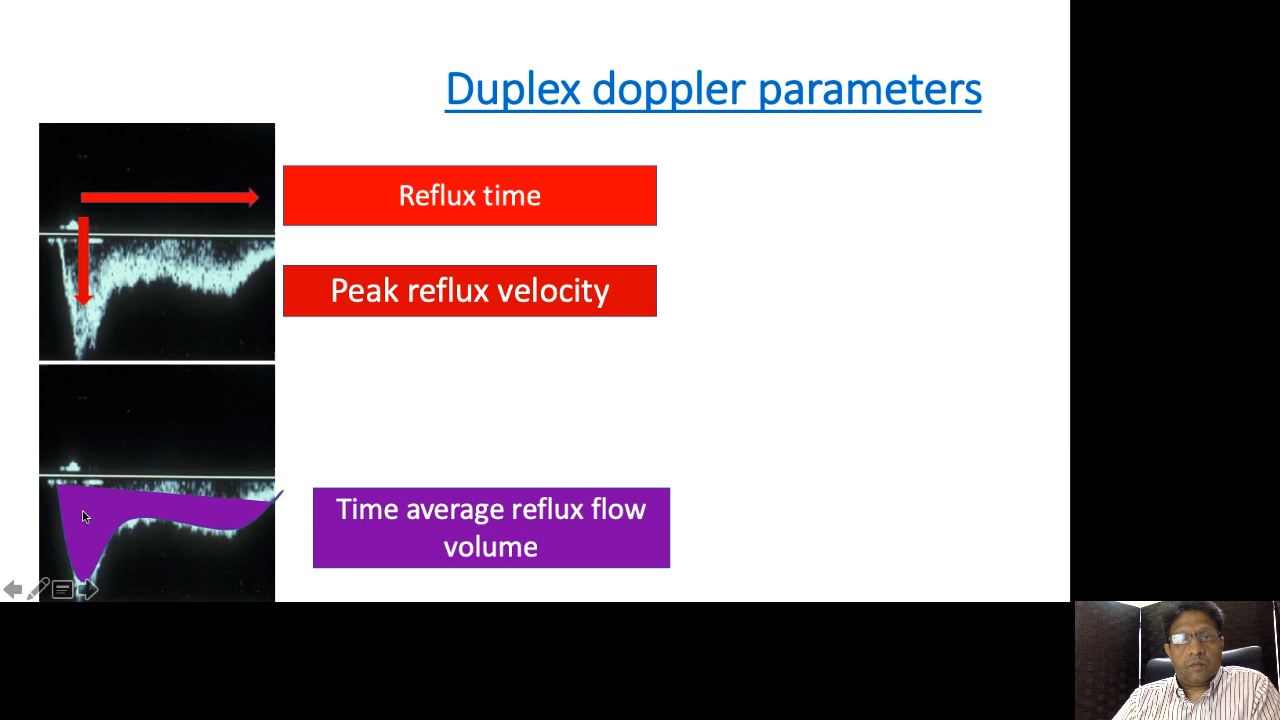 Duplex doppler parameters
Reflux time
Peak reflux velocity
Time average reflux flow
volume